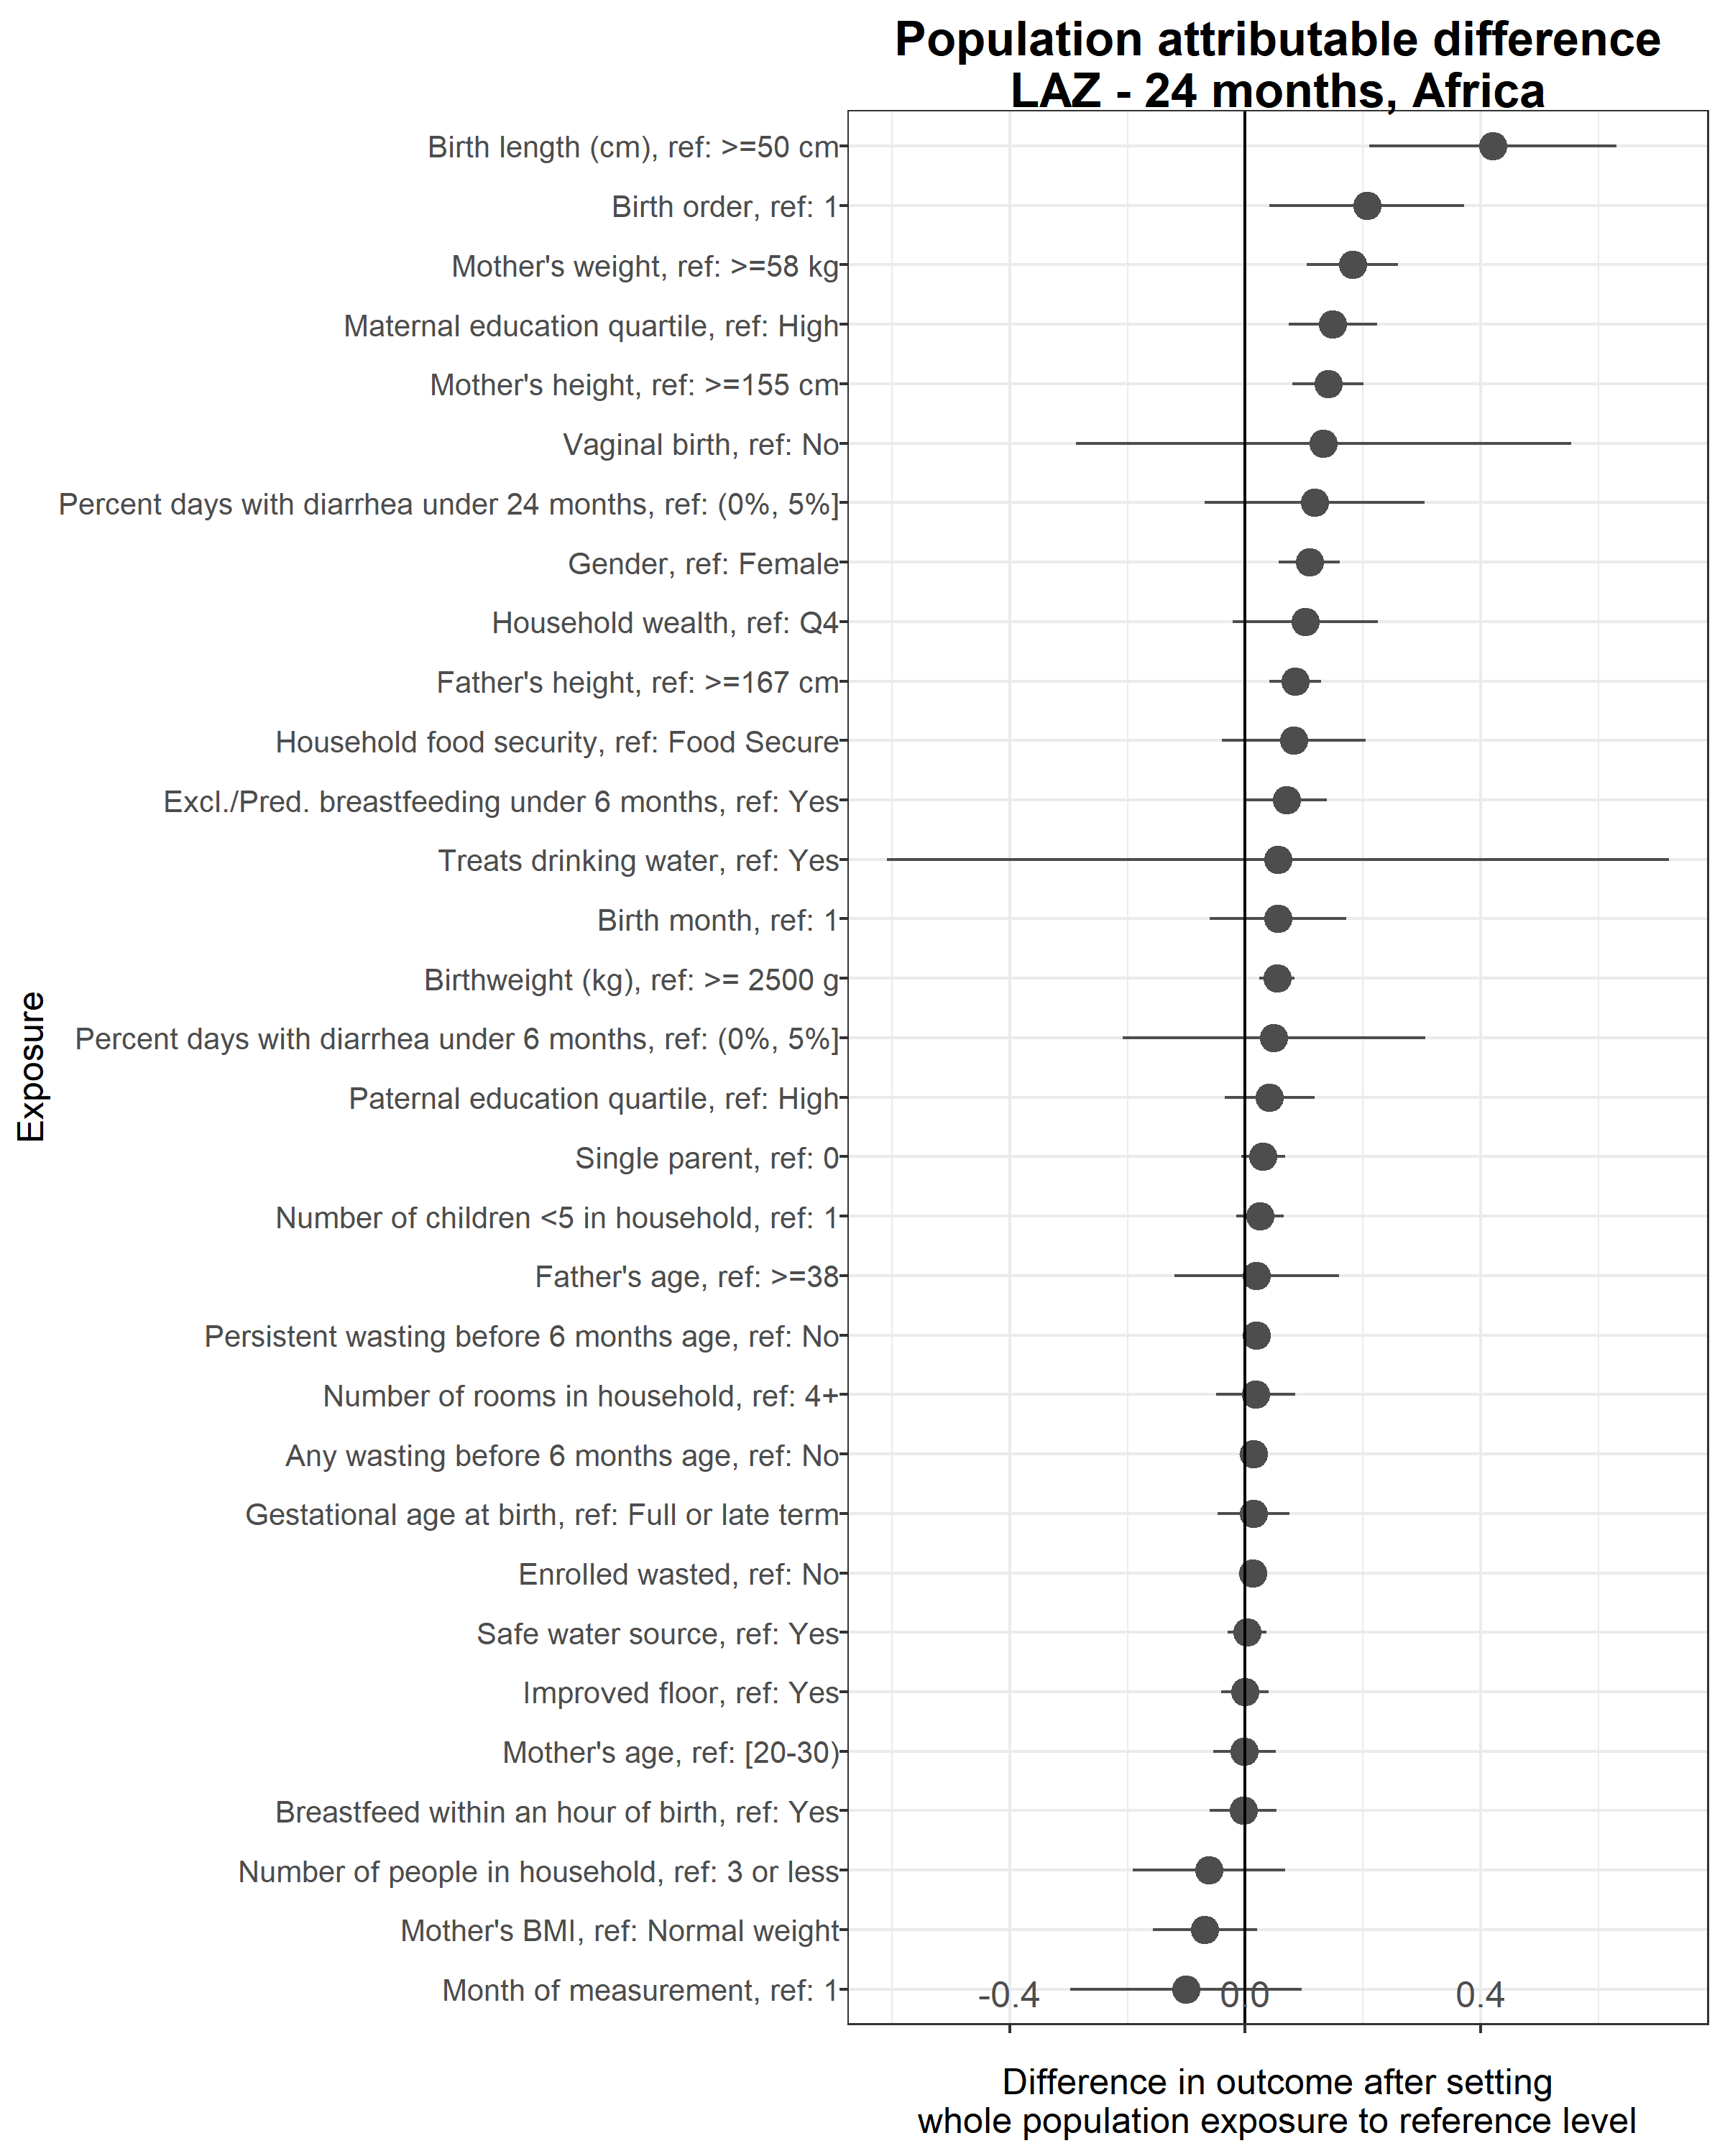 Population attributable difference
LAZ - 24 months, Africa
Birth length (cm), ref: >=50 cm
Birth order, ref: 1
Mother's weight, ref: >=58 kg
Maternal education quartile, ref: High
Mother's height, ref: >=155 cm
Vaginal birth, ref: No
Percent days with diarrhea under 24 months, ref: (0%, 5%]
Gender, ref: Female
Household wealth, ref: Q4
Father's height, ref: >=167 cm
Household food security, ref: Food Secure
Excl./Pred. breastfeeding under 6 months, ref: Yes
Treats drinking water, ref: Yes
Birth month, ref: 1
Birthweight (kg), ref: >= 2500 g
Percent days with diarrhea under 6 months, ref: (0%, 5%]
Paternal education quartile, ref: High
Single parent, ref: 0
Number of children <5 in household, ref: 1
Father's age, ref: >=38
Persistent wasting before 6 months age, ref: No
Number of rooms in household, ref: 4+
Any wasting before 6 months age, ref: No
Gestational age at birth, ref: Full or late term
Enrolled wasted, ref: No
Safe water source, ref: Yes
Improved floor, ref: Yes
Mother's age, ref: [20-30)
Breastfeed within an hour of birth, ref: Yes
Number of people in household, ref: 3 or less
Mother's BMI, ref: Normal weight
Month of measurement, ref: 1
Exposure
-0.4 0.0 0.4
Difference in outcome after setting
whole population exposure to reference level